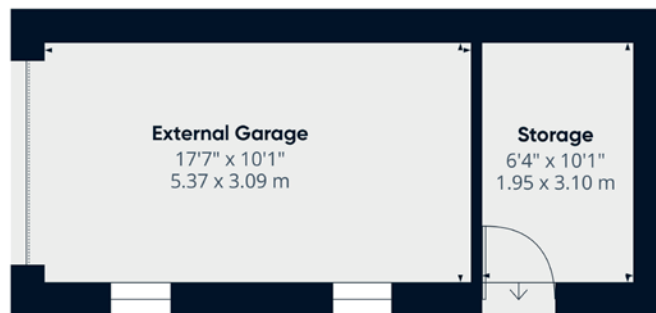 External Garage
17'7" x 10'1"
5.37 x 3.09 m
Storage
6'4" x 10'1"
1.95 x 3.10 m